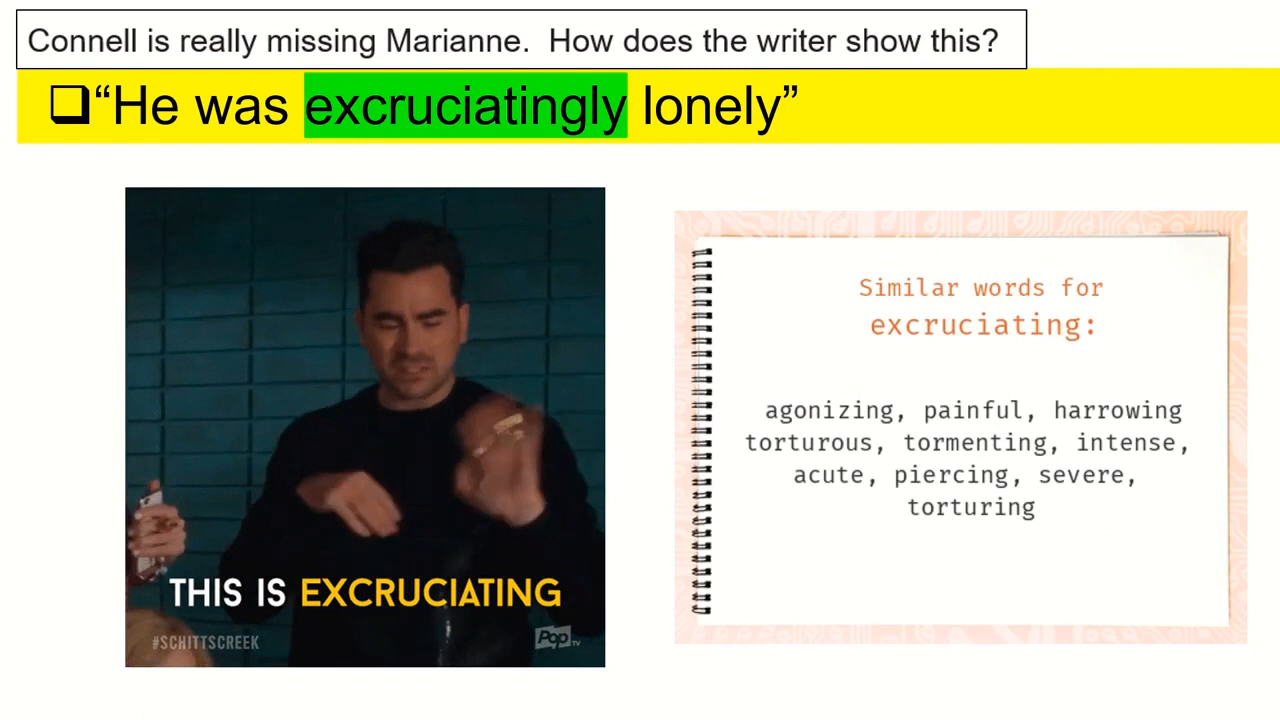 Connell is really missing Marianne.  How does the writer show this?
❑“He was excruciatingly lonely”
THIS IS EXCRUCIATING
#SCHITTSCREEK
Pop TV
Similar words for
excruciating:
agonizing, painful, harrowing
torturous, tormenting, intense,
acute, piercing, severe,
torturing